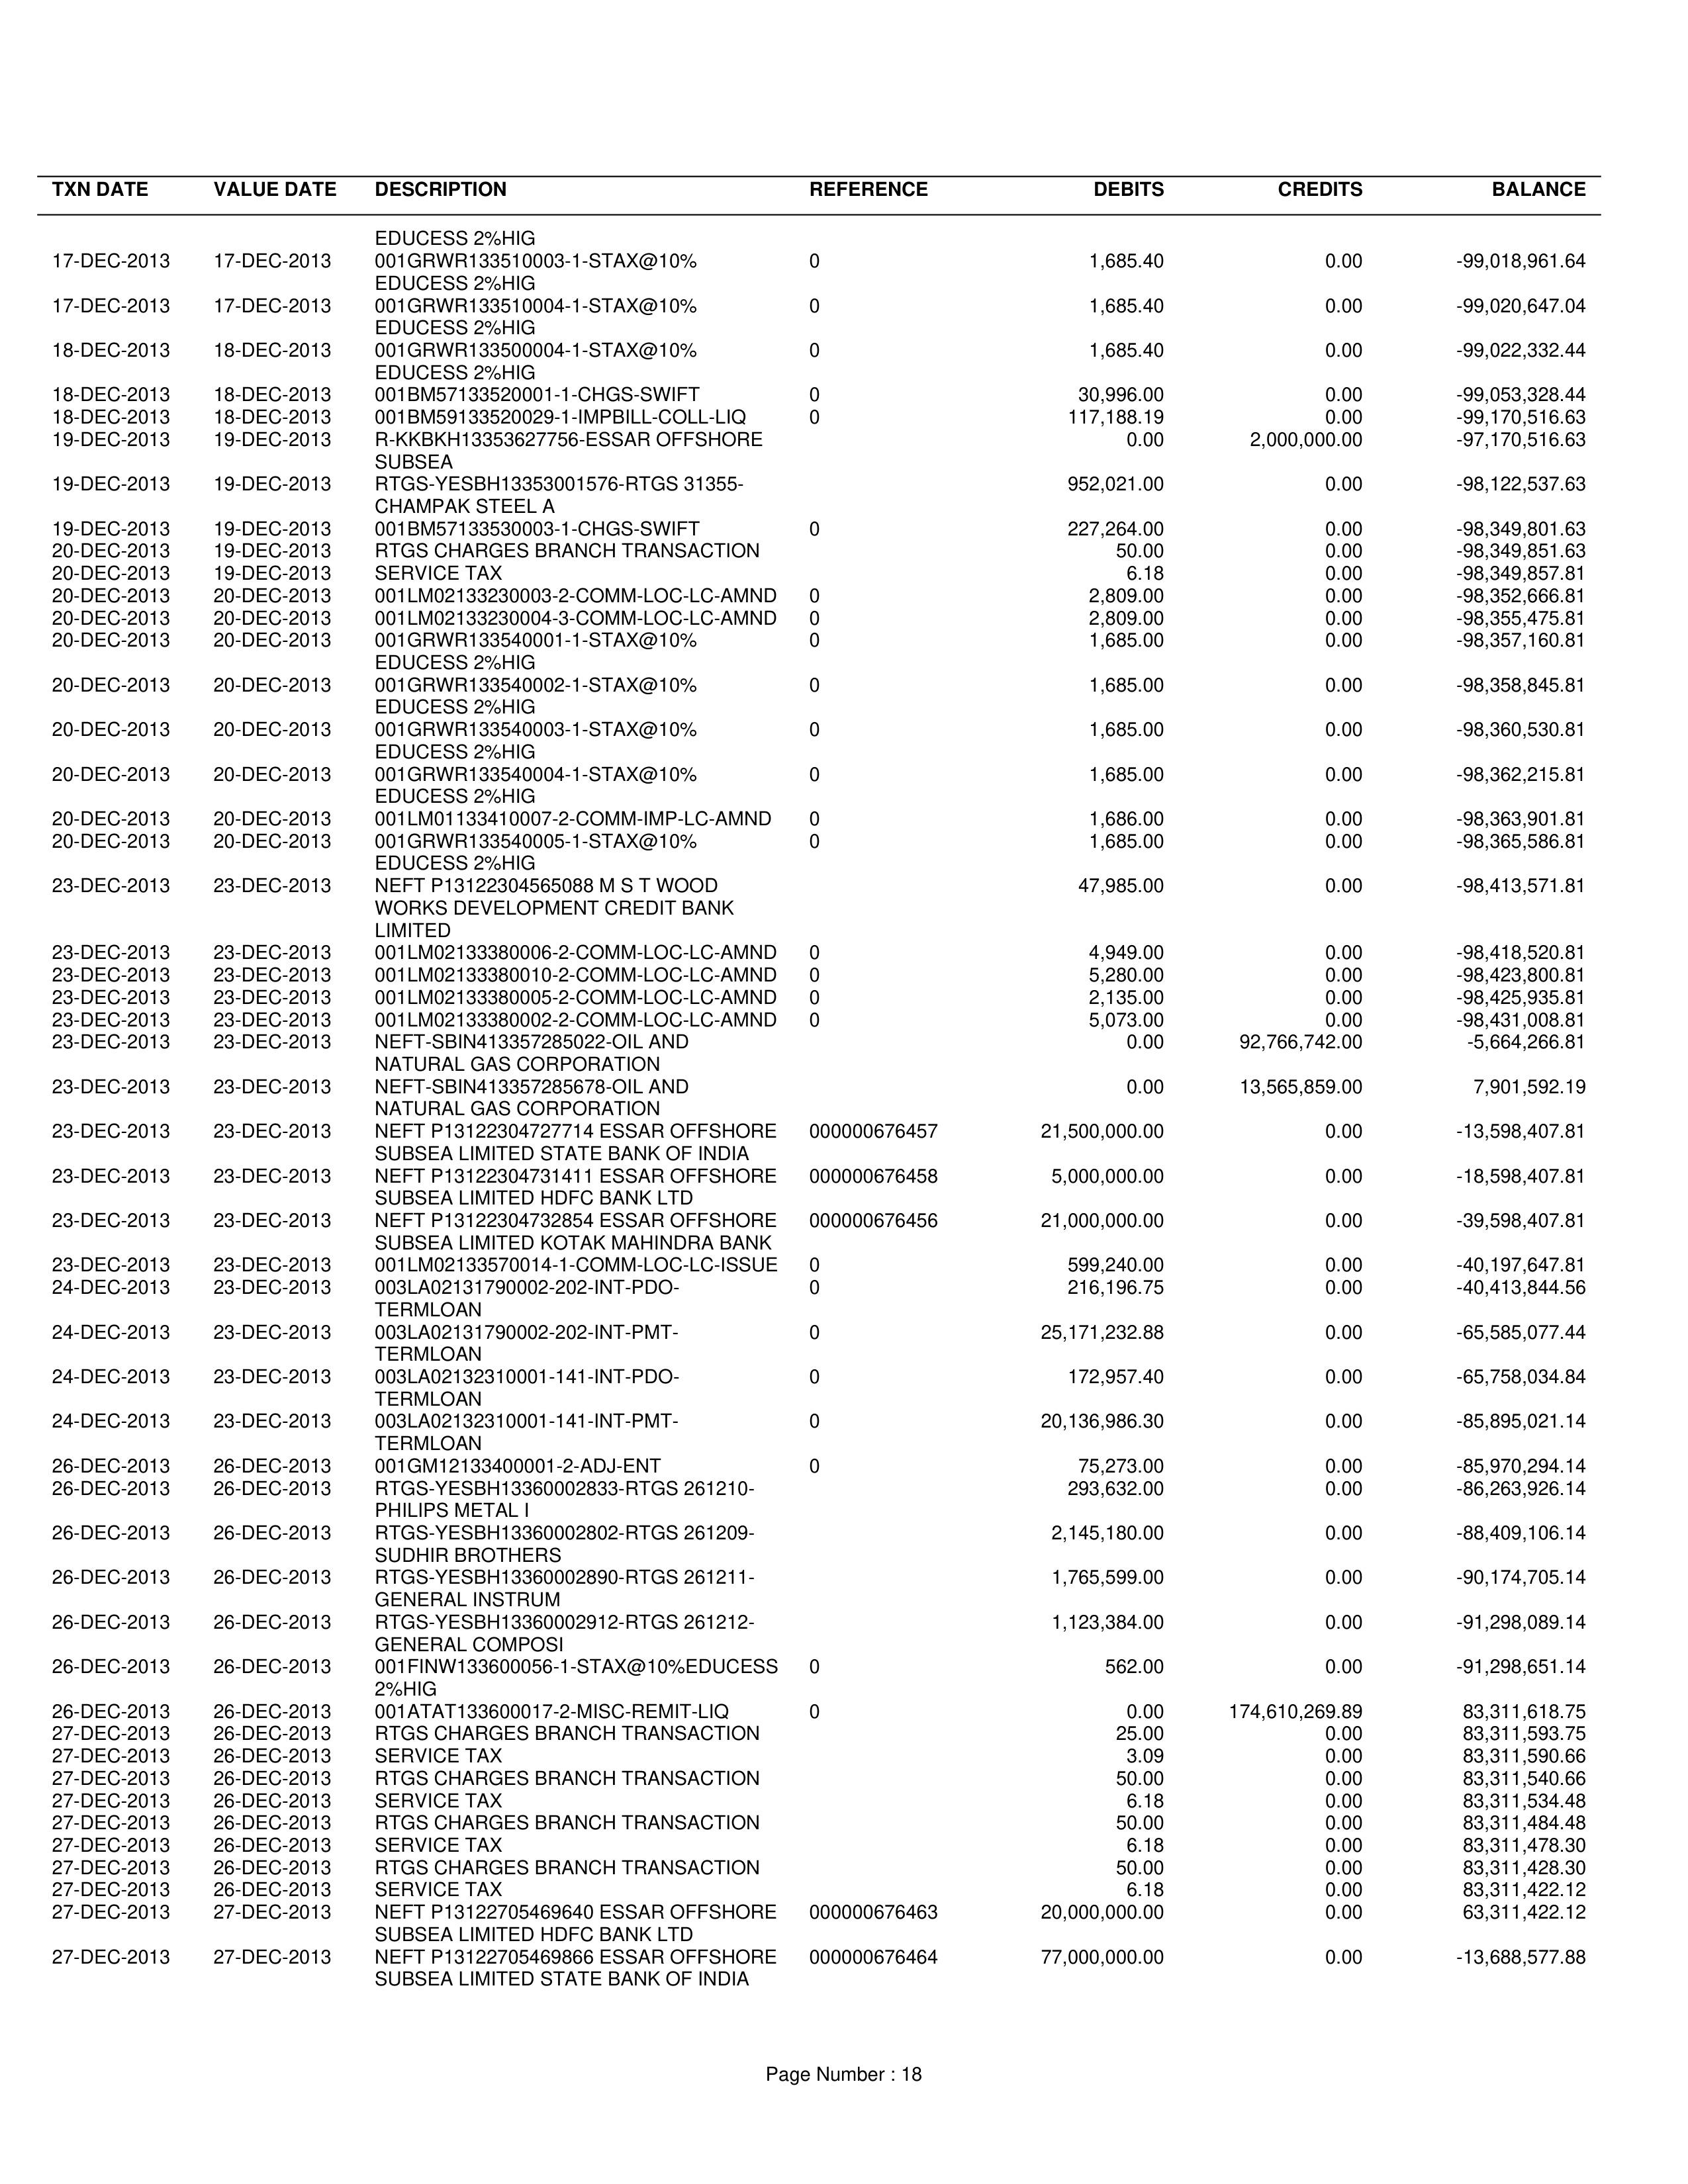 TXN DATE VALUE DATE DESCRIPTION REFERENCE DEBITS CREDITS BALANCE
EDUCESS 2%HIG
17-DEC-2013 17-DEC-2013 001GRWR133510003-1-STAX@10% 0 1,685.40 0.00 -99,018,961.64
EDUCESS 2%HIG
17-DEC-2013 17-DEC-2013 001GRWR133510004-1-STAX@10% 0 1,685.40 0.00 -99,020,647.04
EDUCESS 2%HIG
18-DEC-2013 18-DEC-2013 001GRWR133500004-1-STAX@10% 0 1,685.40 0.00 -99,022,332.44
EDUCESS 2%HIG
18-DEC-2013 18-DEC-2013 001BM57133520001-1-CHGS-SWIFT 0 30,996.00 0.00 -99,053,328.44
18-DEC-2013 18-DEC-2013 001BM59133520029-1-IMPBILL-COLL-LIQ 0 117,188.19 0.00 -99,170,516.63
19-DEC-2013 19-DEC-2013 R-KKBKH13353627756-ESSAR OFFSHORE 0.00 2,000,000.00 -97,170,516.63
SUBSEA
19-DEC-2013 19-DEC-2013 RTGS-YESBH13353001576-RTGS 31355- 952,021.00 0.00 -98,122,537.63
CHAMPAK STEEL A
19-DEC-2013 19-DEC-2013 001BM57133530003-1-CHGS-SWIFT 0 227,264.00 0.00 -98,349,801.63
20-DEC-2013 19-DEC-2013 RTGS CHARGES BRANCH TRANSACTION 50.00 0.00 -98,349,851.63
20-DEC-2013 19-DEC-2013 SERVICE TAX 6.18 0.00 -98,349,857.81
20-DEC-2013 20-DEC-2013 001LM02133230003-2-COMM-LOC-LC-AMND 0 2,809.00 0.00 -98,352,666.81
20-DEC-2013 20-DEC-2013 001LM02133230004-3-COMM-LOC-LC-AMND 0 2,809.00 0.00 -98,355,475.81
20-DEC-2013 20-DEC-2013 001GRWR133540001-1-STAX@10% 0 1,685.00 0.00 -98,357,160.81
EDUCESS 2%HIG
20-DEC-2013 20-DEC-2013 001GRWR133540002-1-STAX@10% 0 1,685.00 0.00 -98,358,845.81
EDUCESS 2%HIG
20-DEC-2013 20-DEC-2013 001GRWR133540003-1-STAX@10% 0 1,685.00 0.00 -98,360,530.81
EDUCESS 2%HIG
20-DEC-2013 20-DEC-2013 001GRWR133540004-1-STAX@10% 0 1,685.00 0.00 -98,362,215.81
EDUCESS 2%HIG
20-DEC-2013 20-DEC-2013 001LM01133410007-2-COMM-IMP-LC-AMND 0 1,686.00 0.00 -98,363,901.81
20-DEC-2013 20-DEC-2013 001GRWR133540005-1-STAX@10% 0 1,685.00 0.00 -98,365,586.81
EDUCESS 2%HIG
23-DEC-2013 23-DEC-2013 NEFT P13122304565088 M S T WOOD 47,985.00 0.00 -98,413,571.81
WORKS DEVELOPMENT CREDIT BANK
LIMITED
23-DEC-2013 23-DEC-2013 001LM02133380006-2-COMM-LOC-LC-AMND 0 4,949.00 0.00 -98,418,520.81
23-DEC-2013 23-DEC-2013 001LM02133380010-2-COMM-LOC-LC-AMND 0 5,280.00 0.00 -98,423,800.81
23-DEC-2013 23-DEC-2013 001LM02133380005-2-COMM-LOC-LC-AMND 0 2,135.00 0.00 -98,425,935.81
23-DEC-2013 23-DEC-2013 001LM02133380002-2-COMM-LOC-LC-AMND 0 5,073.00 0.00 -98,431,008.81
23-DEC-2013 23-DEC-2013 NEFT-SBIN413357285022-OIL AND 0.00 92,766,742.00 -5,664,266.81
NATURAL GAS CORPORATION
23-DEC-2013 23-DEC-2013 NEFT-SBIN413357285678-OIL AND 0.00 13,565,859.00 7,901,592.19
NATURAL GAS CORPORATION
23-DEC-2013 23-DEC-2013 NEFT P13122304727714 ESSAR OFFSHORE 000000676457 21,500,000.00 0.00 -13,598,407.81
SUBSEA LIMITED STATE BANK OF INDIA
23-DEC-2013 23-DEC-2013 NEFT P13122304731411 ESSAR OFFSHORE 000000676458 5,000,000.00 0.00 -18,598,407.81
SUBSEA LIMITED HDFC BANK LTD
23-DEC-2013 23-DEC-2013 NEFT P13122304732854 ESSAR OFFSHORE 000000676456 21,000,000.00 0.00 -39,598,407.81
SUBSEA LIMITED KOTAK MAHINDRA BANK
23-DEC-2013 23-DEC-2013 001LM02133570014-1-COMM-LOC-LC-ISSUE 0 599,240.00 0.00 -40,197,647.81
24-DEC-2013 23-DEC-2013 003LA02131790002-202-INT-PDO- 0 216,196.75 0.00 -40,413,844.56
TERMLOAN
24-DEC-2013 23-DEC-2013 003LA02131790002-202-INT-PMT- 0 25,171,232.88 0.00 -65,585,077.44
TERMLOAN
24-DEC-2013 23-DEC-2013 003LA02132310001-141-INT-PDO- 0 172,957.40 0.00 -65,758,034.84
TERMLOAN
24-DEC-2013 23-DEC-2013 003LA02132310001-141-INT-PMT- 0 20,136,986.30 0.00 -85,895,021.14
TERMLOAN
26-DEC-2013 26-DEC-2013 001GM12133400001-2-ADJ-ENT 0 75,273.00 0.00 -85,970,294.14
26-DEC-2013 26-DEC-2013 RTGS-YESBH13360002833-RTGS 261210- 293,632.00 0.00 -86,263,926.14
PHILIPS METAL I
26-DEC-2013 26-DEC-2013 RTGS-YESBH13360002802-RTGS 261209- 2,145,180.00 0.00 -88,409,106.14
SUDHIR BROTHERS
26-DEC-2013 26-DEC-2013 RTGS-YESBH13360002890-RTGS 261211- 1,765,599.00 0.00 -90,174,705.14
GENERAL INSTRUM
26-DEC-2013 26-DEC-2013 RTGS-YESBH13360002912-RTGS 261212- 1,123,384.00 0.00 -91,298,089.14
GENERAL COMPOSI
26-DEC-2013 26-DEC-2013 001FINW133600056-1-STAX@10%EDUCESS 0 562.00 0.00 -91,298,651.14
2%HIG
26-DEC-2013 26-DEC-2013 001ATAT133600017-2-MISC-REMIT-LIQ 0 0.00 174,610,269.89 83,311,618.75
27-DEC-2013 26-DEC-2013 RTGS CHARGES BRANCH TRANSACTION 25.00 0.00 83,311,593.75
27-DEC-2013 26-DEC-2013 SERVICE TAX 3.09 0.00 83,311,590.66
27-DEC-2013 26-DEC-2013 RTGS CHARGES BRANCH TRANSACTION 50.00 0.00 83,311,540.66
27-DEC-2013 26-DEC-2013 SERVICE TAX 6.18 0.00 83,311,534.48
27-DEC-2013 26-DEC-2013 RTGS CHARGES BRANCH TRANSACTION 50.00 0.00 83,311,484.48
27-DEC-2013 26-DEC-2013 SERVICE TAX 6.18 0.00 83,311,478.30
27-DEC-2013 26-DEC-2013 RTGS CHARGES BRANCH TRANSACTION 50.00 0.00 83,311,428.30
27-DEC-2013 26-DEC-2013 SERVICE TAX 6.18 0.00 83,311,422.12
27-DEC-2013 27-DEC-2013 NEFT P13122705469640 ESSAR OFFSHORE 000000676463 20,000,000.00 0.00 63,311,422.12
SUBSEA LIMITED HDFC BANK LTD
27-DEC-2013 27-DEC-2013 NEFT P13122705469866 ESSAR OFFSHORE 000000676464 77,000,000.00 0.00 -13,688,577.88
SUBSEA LIMITED STATE BANK OF INDIA
Page Number : 18